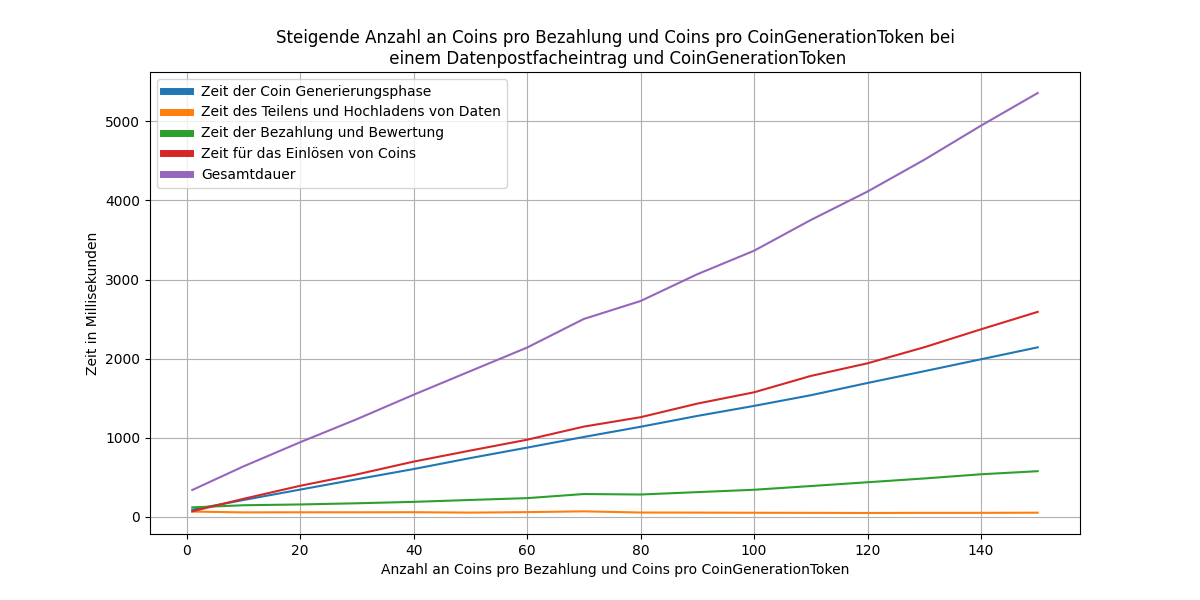 Steigende Anzahl an Coins pro Bezahlung und Coins pro CoinGenerationToken bei
einem Datenpostfacheintrag und CoinGenerationToken
Zeit der Coin Generierungsphase
Zeit des Teilens und Hochladens von Daten
Zeit der Bezahlung und Bewertung
Zeit für das Einlösen von Coins
Gesamtdauer
Zeit in Millisekunden
5000
4000
3000
2000
1000
0
0 20 40 60 80 100 120 140
Anzahl an Coins pro Bezahlung und Coins pro CoinGenerationToken